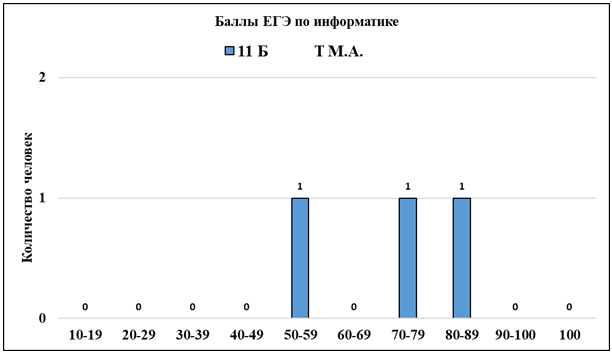 Баллы ЕГЭ по информатике
11 Б Т М.А.
Количество человек
2
1
0
0 0 0 0 1 0 1 1 0 0
10-19 20-29 30-39 40-49 50-59 60-69 70-79 80-89 90-100 100